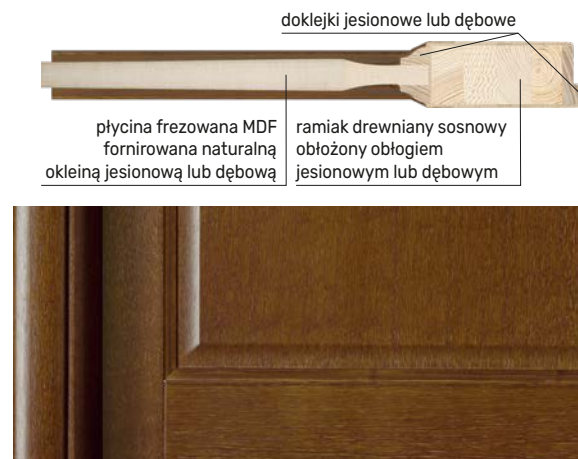 doklejki jesionowe lub dębowe
płycina frezowana MDF
fornirowana naturalną
okleiną jesionową lub dębową
ramiak drewniany sosnowy
obłożony obłogiem
jesionowym lub dębowym